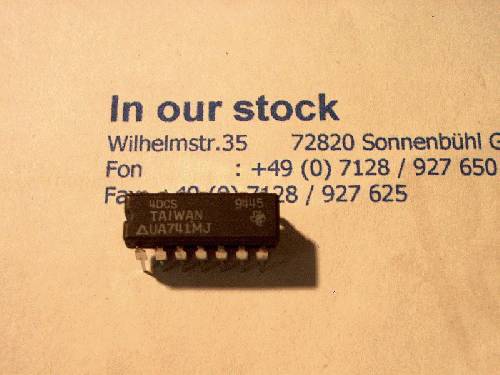 In our stock
Wilhelmstr.35 72820 Sonnenbühl G
Fon : +49 (0) 7128 / 927 650
Fax: +49 (0) 7128 / 927 625
4DCS 9445
TAIWAN
UA741MJ